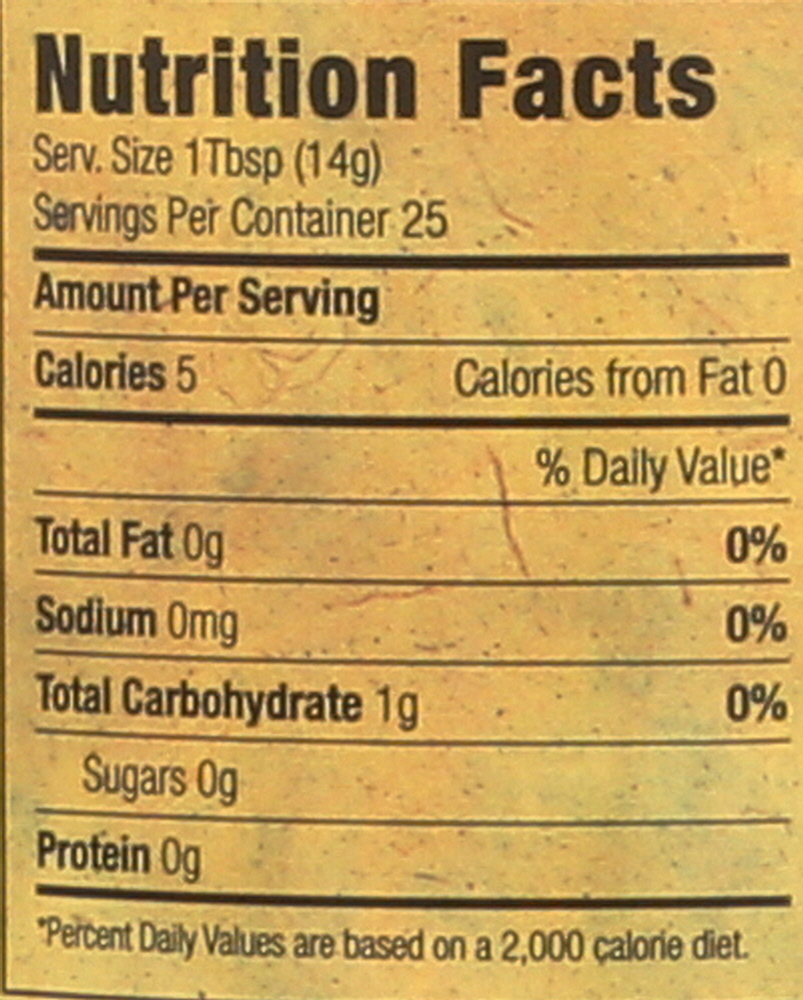 Nutrition Facts
Serv. Size 1Tbsp (14g)
Servings Per Container 25
Amount Per Serving
Calories 5 Calories from Fat 0
% Daily Value*
Total Fat 0g 0%
Sodium 0mg 0%
Total Carbohydrate 1g 0%
Sugars 0g
Protein 0g
*Percent Daily Values are based on a 2,000 calorie diet.